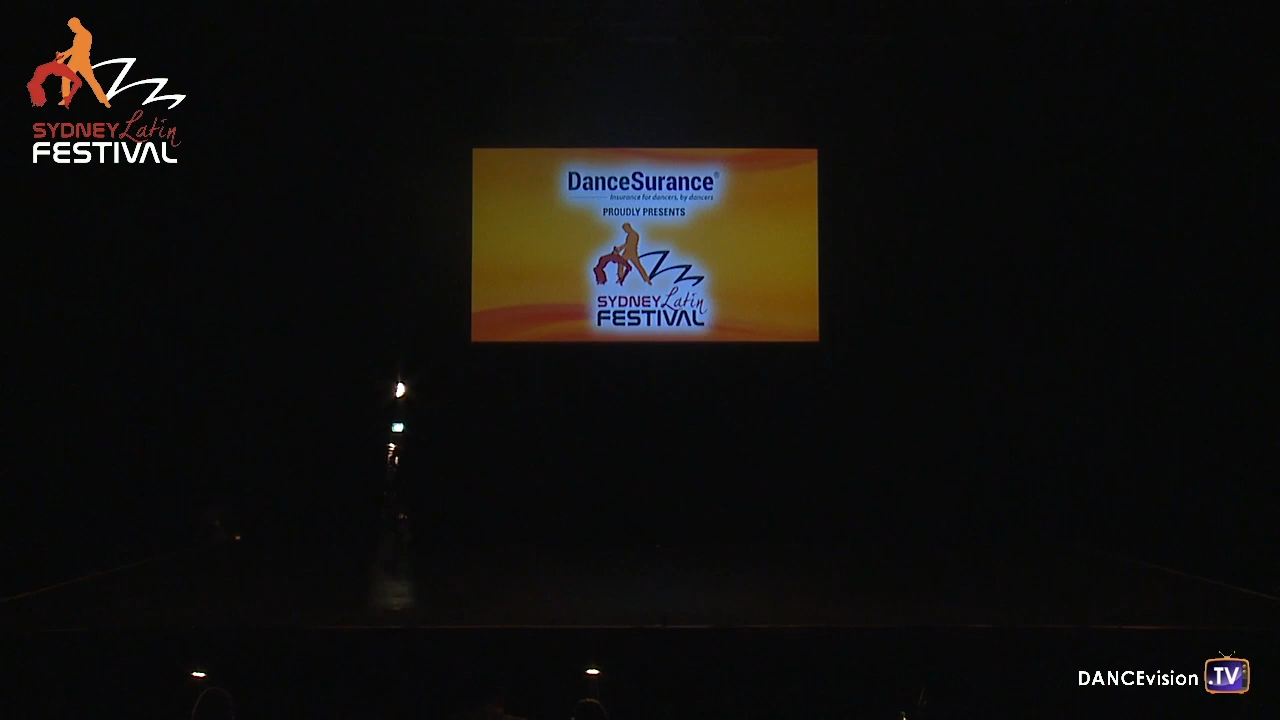 SYDNEY Latin
FESTIVAL
DanceSurance®
Insurance for dancers, by dancers
PROUDLY PRESENTS
SYDNEY Latin
FESTIVAL
DANCEvision .TV